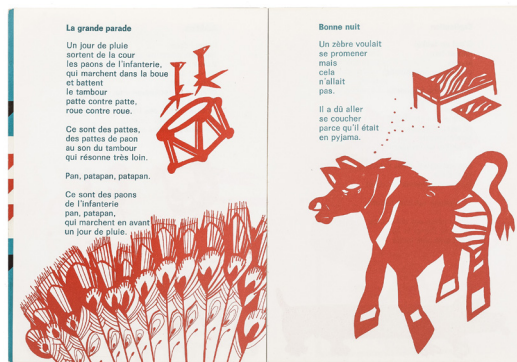 La grande parade
Un jour de pluie
sortent de la cour
les paons de l'infanterie,
qui marchent dans la boue
et battent
le tambour
patte contre patte,
roue contre roue.
Ce sont des pattes,
des pattes de paon
au son du tambour
qui résonne très loin.
Pan, patapan, patapan.
Ce sont des paons
de l'infanterie
pan, patapan,
qui marchent en avant
un jour de pluie.
Bonne nuit
Un zèbre voulait
se promener
mais
cela
n'allait
pas.
Il a dû aller
se coucher
parce qu'il était
en pyjama.